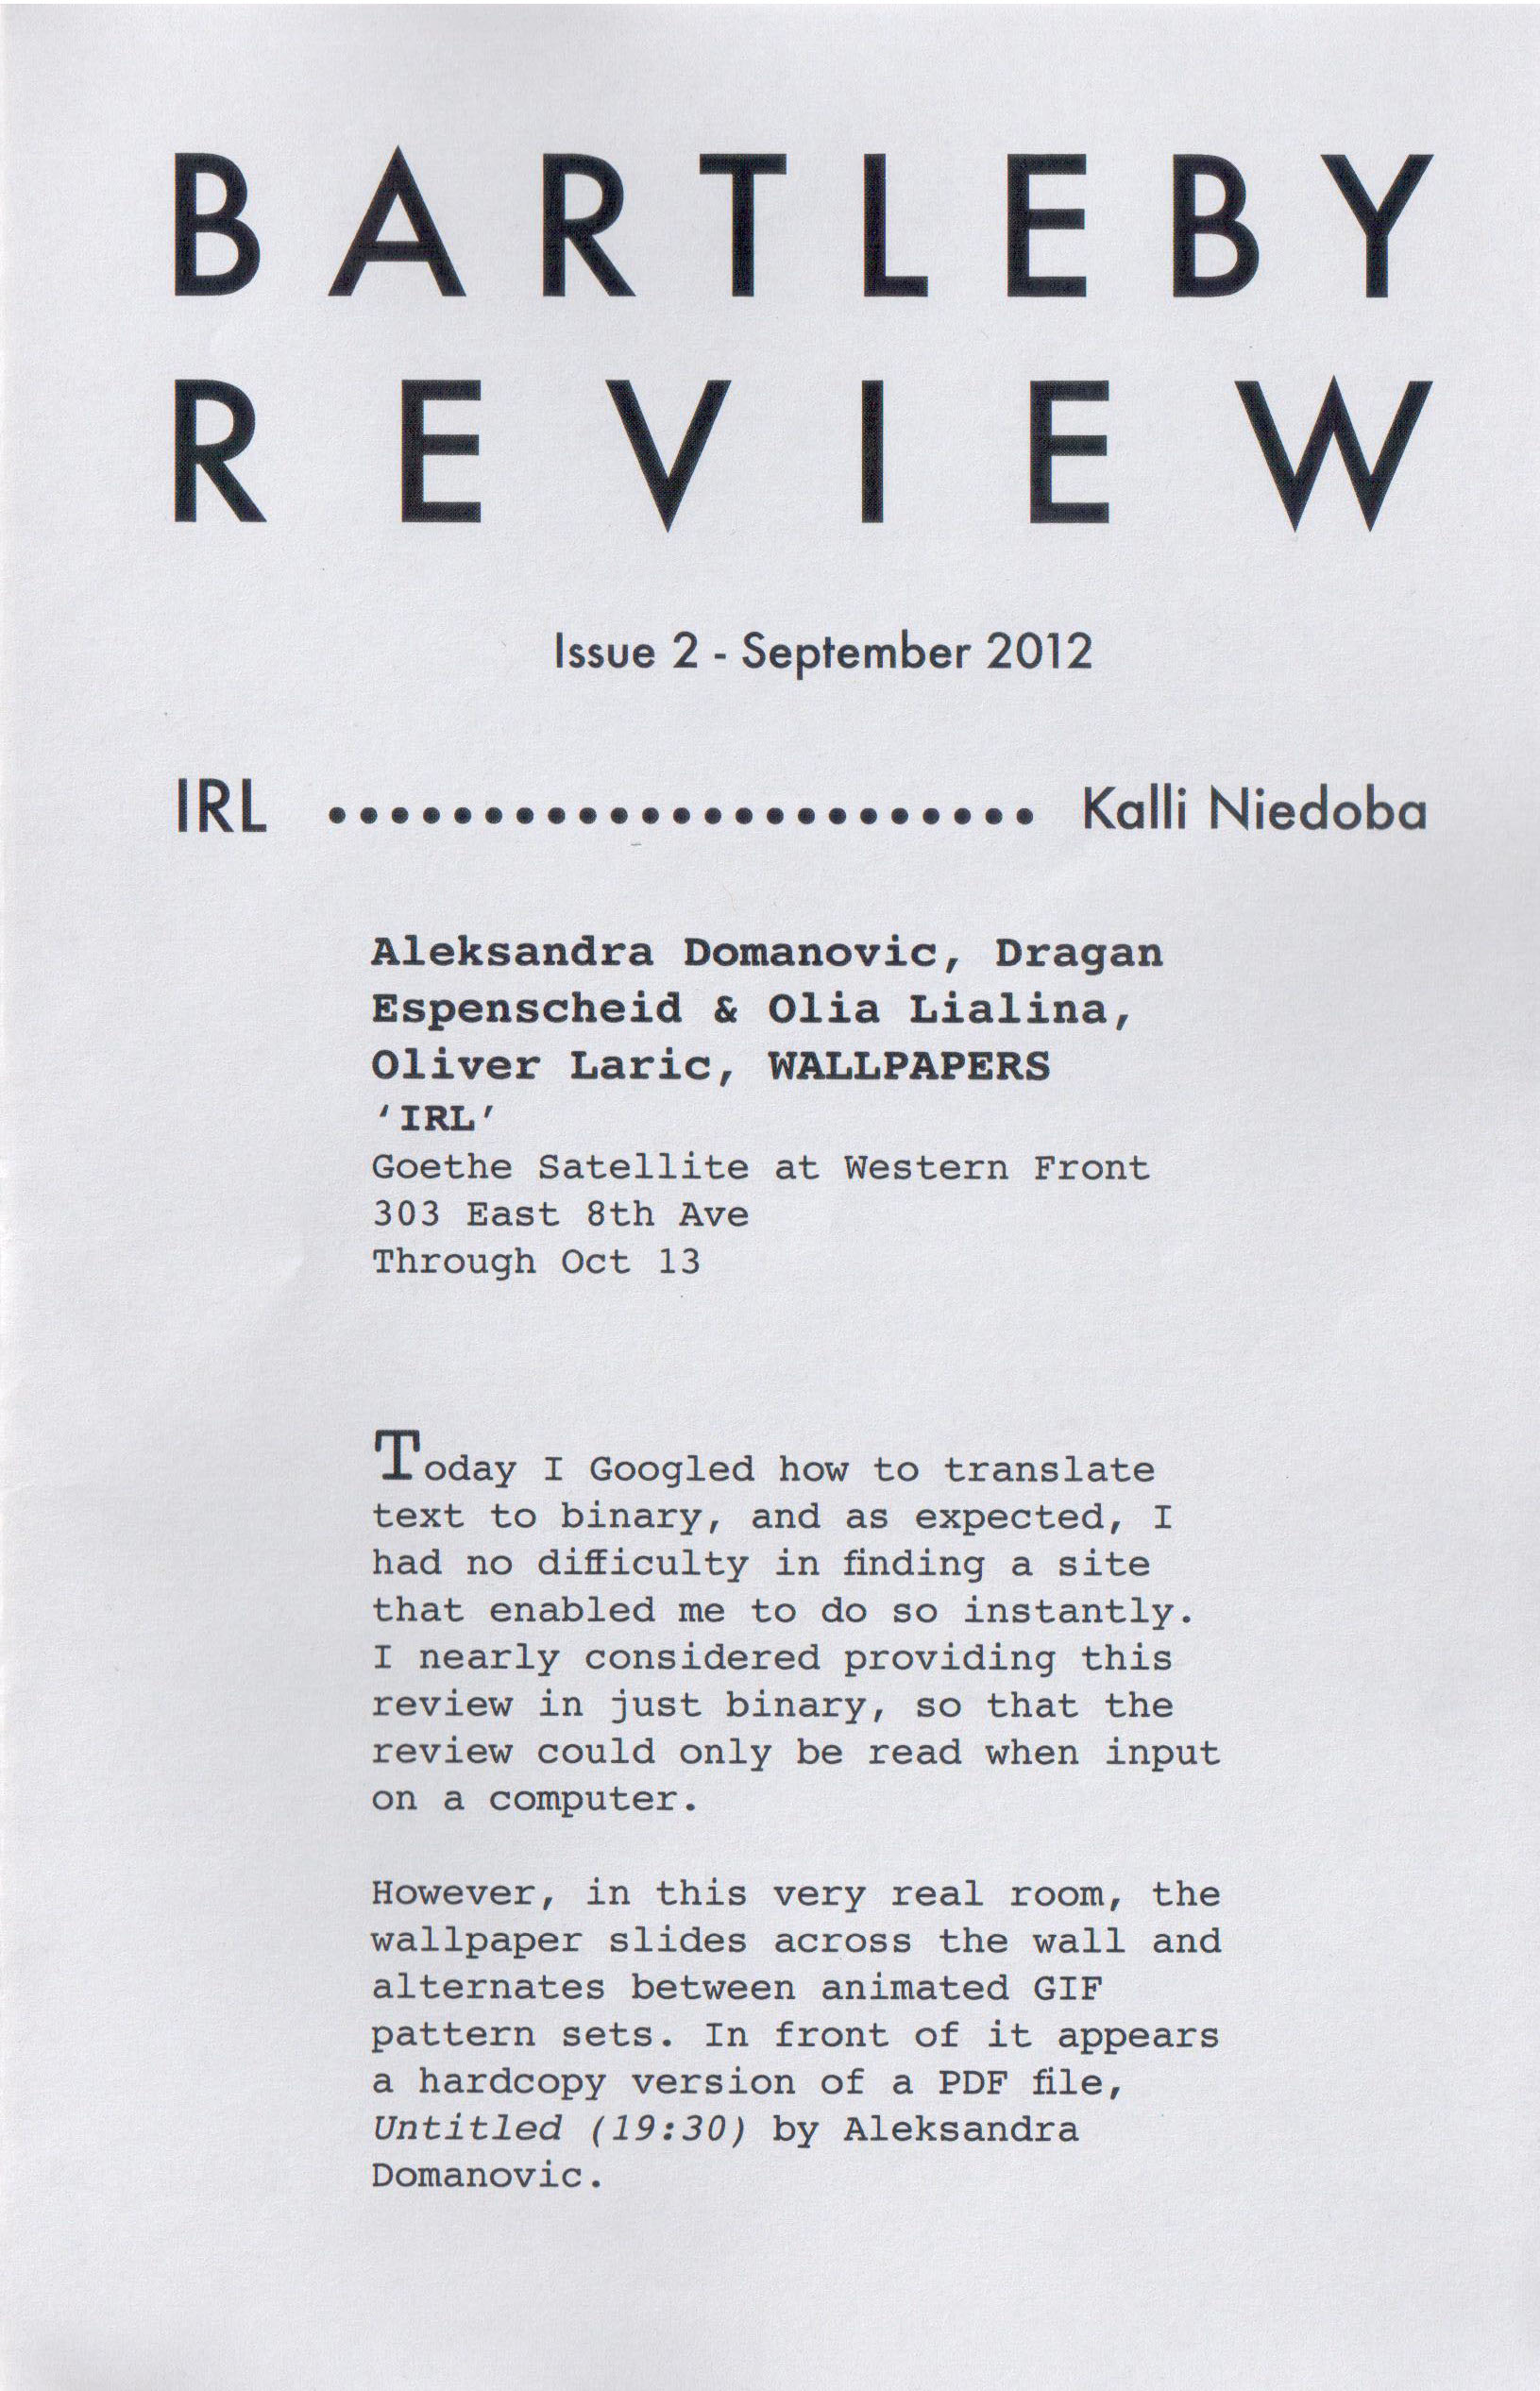 BARTLEBY
REVIEW
Issue 2 - September 2012
IRL ....................... Kalli Niedoba
Aleksandra Domanovic, Dragan
Espenscheid & Olia Lialina,
Oliver Laric, WALLPAPERS
‘IRL’
Goethe Satellite at Western Front
303 East 8th Ave
Through Oct 13
Today I Googled how to translate
text to binary, and as expected, I
had no difficulty in finding a site
that enabled me to do so instantly.
I nearly considered providing this
review in just binary, so that the
review could only be read when input
on a computer.
However, in this very real room, the
wallpaper slides across the wall and
alternates between animated GIF
pattern sets. In front of it appears
a hardcopy version of a PDF file,
Untitled (19:30) by Aleksandra
Domanovic.